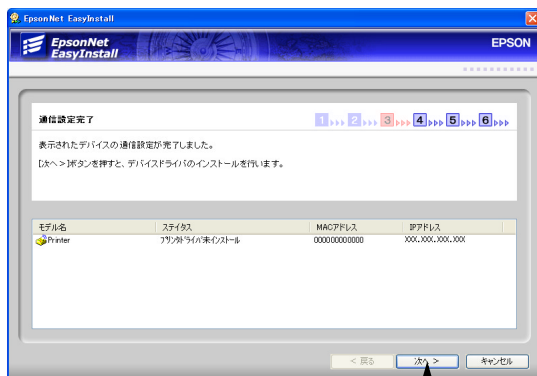 EpsonNet EasyInstall
EpsonNet
EasyInstall
EPSON
通信設定完了
1 2 3 4 5 6
表示されたデバイスの通信設定が完了しました。
[次へ>]ボタンを押すと、デバイスドライバのインストールを行います。
モデル名 ステイタス MACアドレス IPアドレス
Printer プリンタドライバ未インストール 000000000000 XXX.XXX.XXX.XXX
< 戻る 次へ > キャンセル